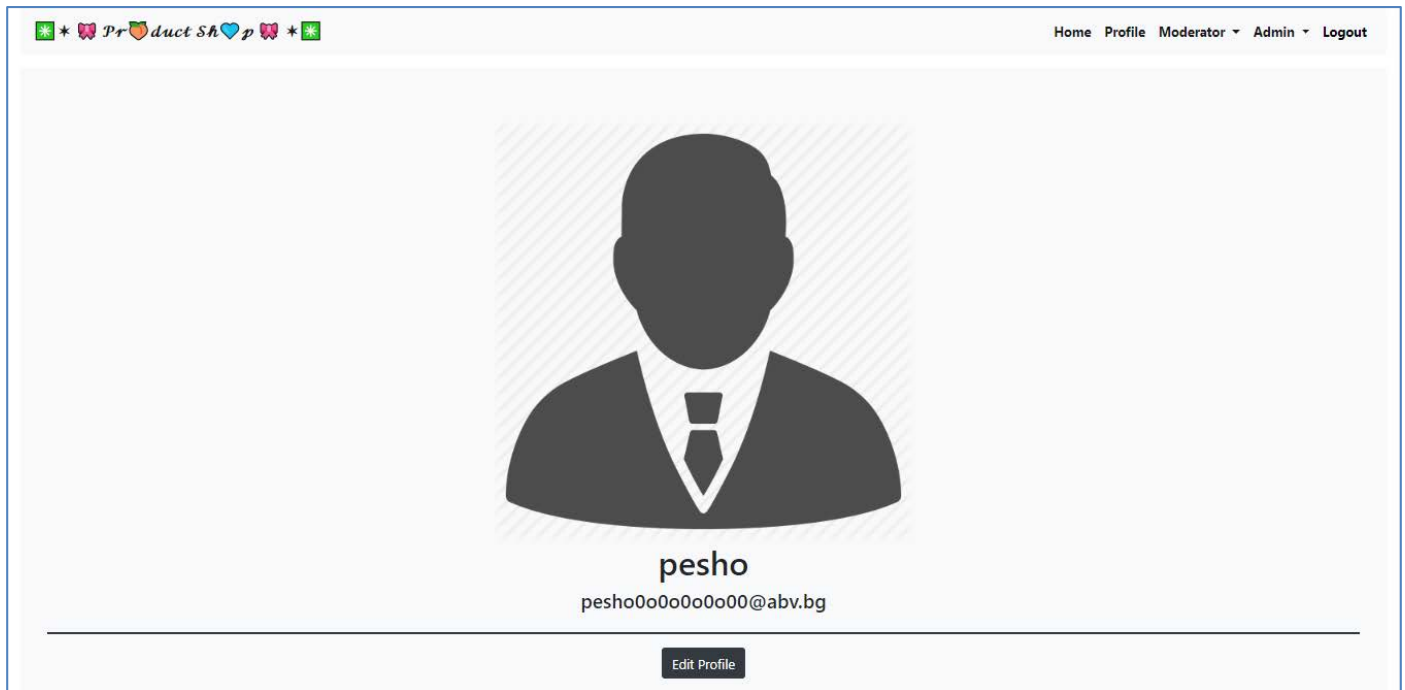 ✳️✶ 🎀 𝒫𝓇🍑𝒹𝓊𝒸𝓉 𝒮𝒽💙𝓅 🎀 ✶✳️
Home Profile Moderator Admin Logout
pesho
pesho0o0o0o0o00@abv.bg
Edit Profile